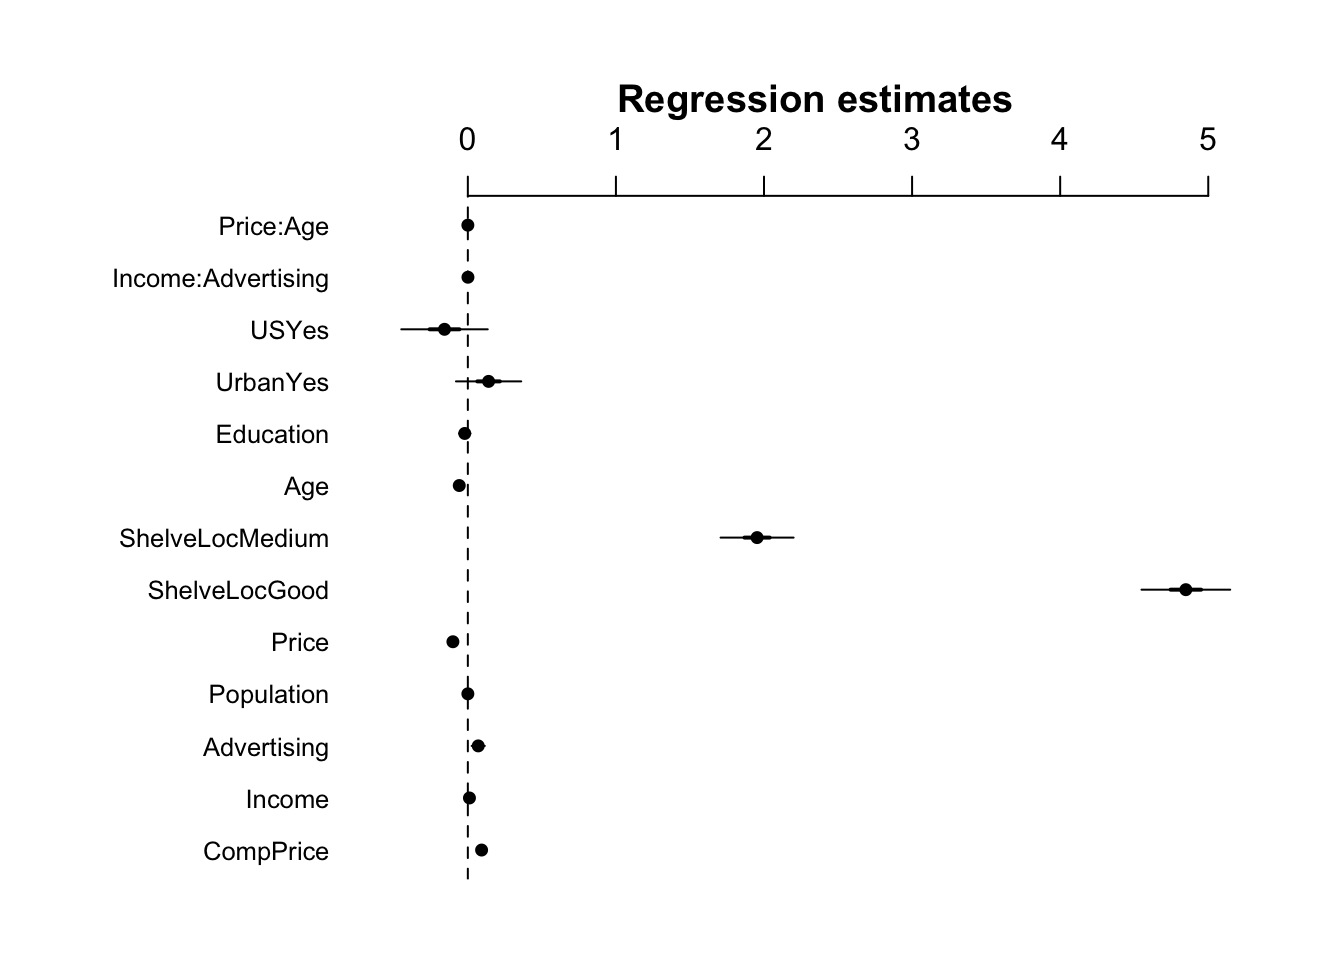 Regression estimates
0 1 2 3 4 5
Price:Age
Income:Advertising
USYes
UrbanYes
Education
Age
ShelveLocMedium
ShelveLocGood
Price
Population
Advertising
Income
CompPrice